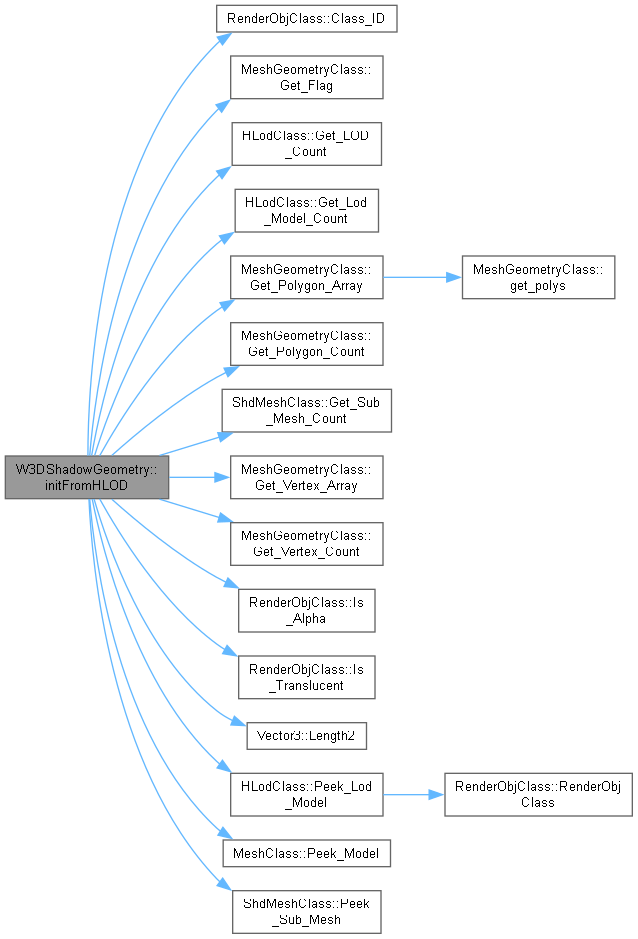 RenderObjClass::Class_ID
MeshGeometryClass::
Get_Flag
HLodClass::Get_LOD
_Count
HLodClass::Get_Lod
_Model_Count
MeshGeometryClass::
Get_Polygon_Array
MeshGeometryClass::
get_polys
MeshGeometryClass::
Get_Polygon_Count
ShdMeshClass::Get_Sub
_Mesh_Count
W3DShadowGeometry::
initFromHLOD
MeshGeometryClass::
Get_Vertex_Array
MeshGeometryClass::
Get_Vertex_Count
RenderObjClass::Is
_Alpha
RenderObjClass::Is
_Translucent
Vector3::Length2
HLodClass::Peek_Lod
_Model
RenderObjClass::RenderObj
Class
MeshClass::Peek_Model
ShdMeshClass::Peek
_Sub_Mesh